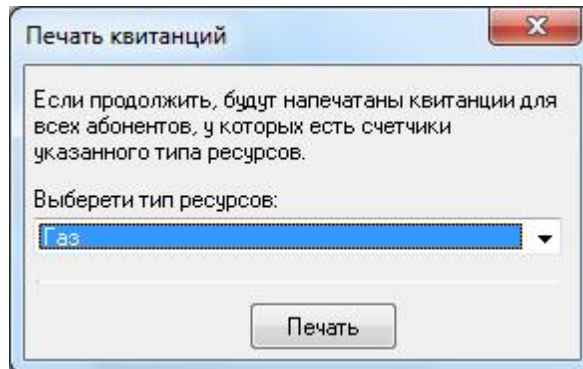 Печать квитанций
Если продолжить, будут напечатаны квитанции для
всех абонентов, у которых есть счетчики
указанного типа ресурсов.
Выберети тип ресурсов:
Газ
Печать